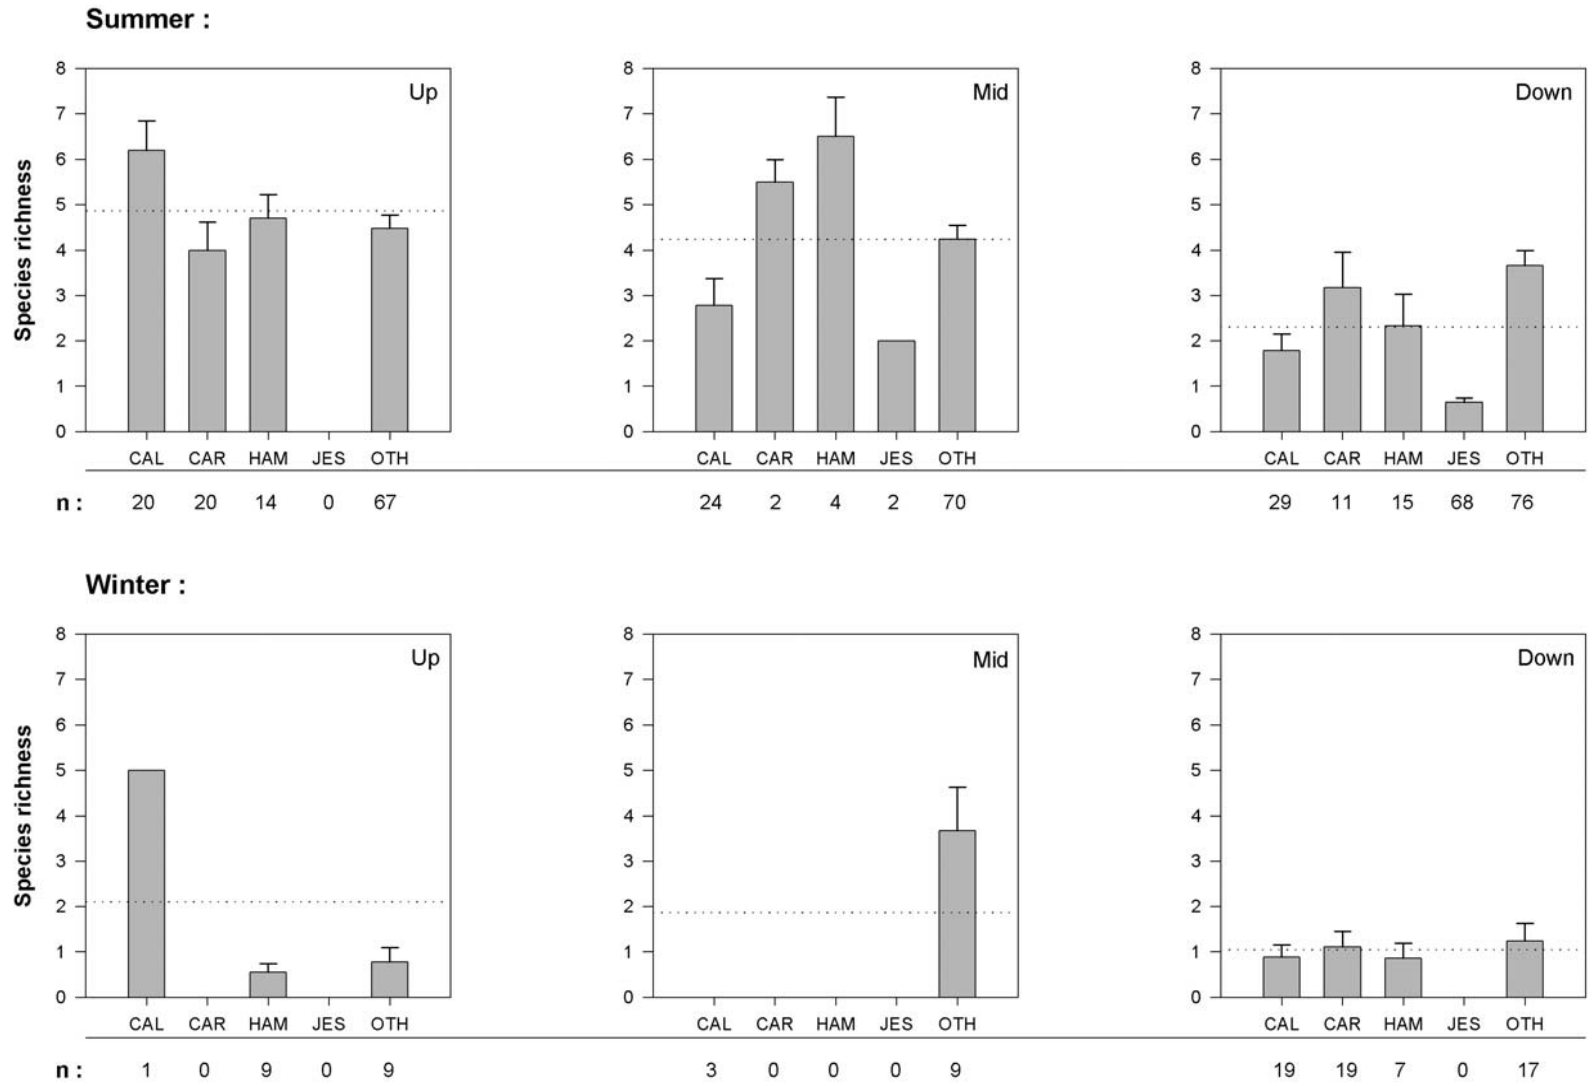 Summer :
Up
Mid
Down
Species richness
8 7 6 5 4 3 2 1 0
8 7 6 5 4 3 2 1 0
8 7 6 5 4 3 2 1 0
CAL CAR HAM JES OTH
CAL CAR HAM JES OTH
CAL CAR HAM JES OTH
n : 20 20 14 0 67 24 2 4 2 70 29 11 15 68 76
Winter :
Up
Mid
Down
Species richness
8 7 6 5 4 3 2 1 0
8 7 6 5 4 3 2 1 0
8 7 6 5 4 3 2 1 0
CAL CAR HAM JES OTH
CAL CAR HAM JES OTH
CAL CAR HAM JES OTH
n : 1 0 9 0 9 3 0 0 0 9 19 19 7 0 17